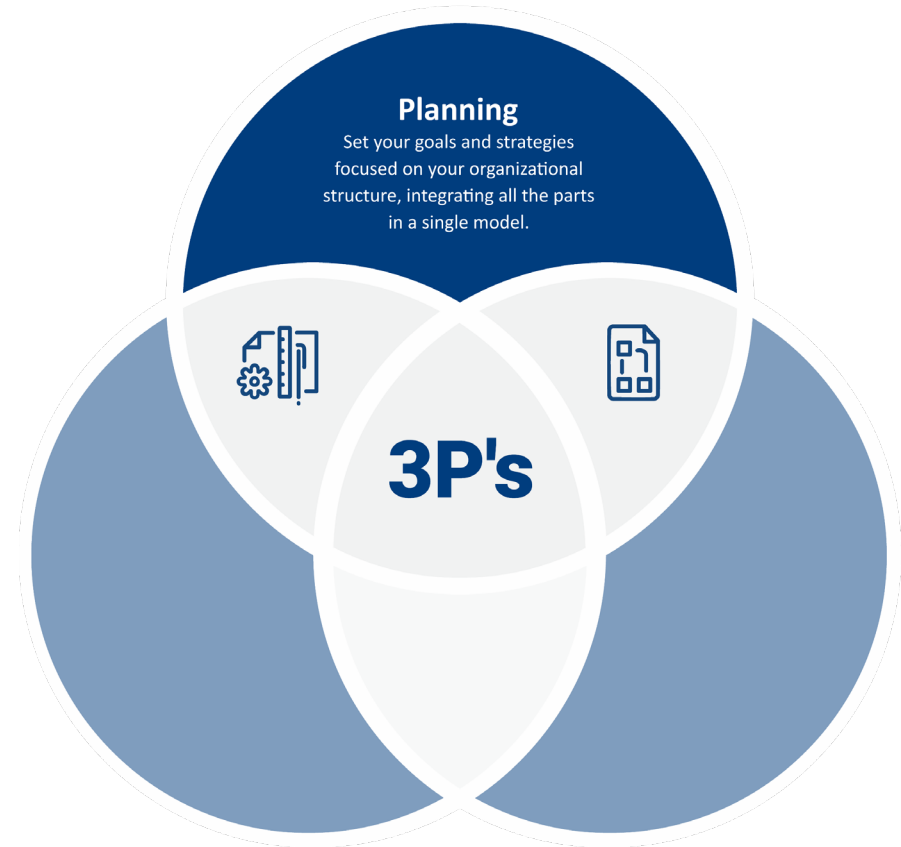 Planning
Set your goals and strategies
focused on your organizational
structure, integrating all the parts
in a single model.
3P's